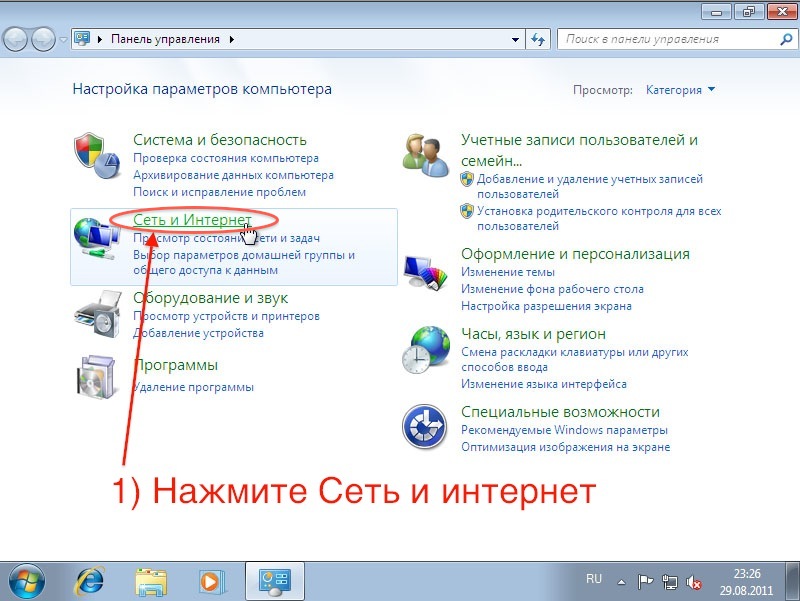 Панель управления
Поиск в панели управления
Настройка параметров компьютера
Просмотр: Категория
Система и безопасность
Проверка состояния компьютера
Архивирование данных компьютера
Поиск и исправление проблем
Сеть и Интернет
Просмотр состояния сети и задач
Выбор параметров домашней группы и
общего доступа к данным
Оборудование и звук
Просмотр устройств и принтеров
Добавление устройства
Программы
Удаление программы
Учетные записи пользователей и
семейн...
Добавление и удаление учетных записей
пользователей
Установка родительского контроля для всех
пользователей
Оформление и персонализация
Изменение темы
Изменение фона рабочего стола
Настройка разрешения экрана
Часы, язык и регион
Смена раскладки клавиатуры или других
способов ввода
Изменение языка интерфейса
Специальные возможности
Рекомендуемые Windows параметры
Оптимизация изображения на экране
1) Нажмите Сеть и интернет
RU
23:26
29.08.2011